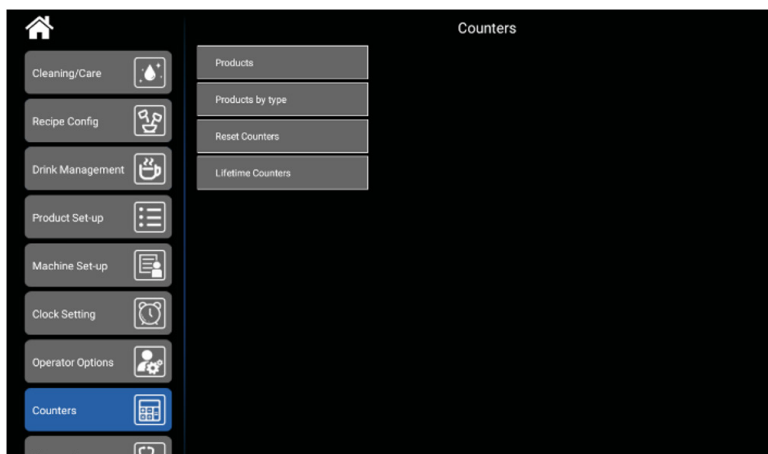 Counters
Cleaning/Care
Recipe Config
Drink Management
Product Set-up
Machine Set-up
Clock Setting
Operator Options
Counters
Products
Products by type
Reset Counters
Lifetime Counters